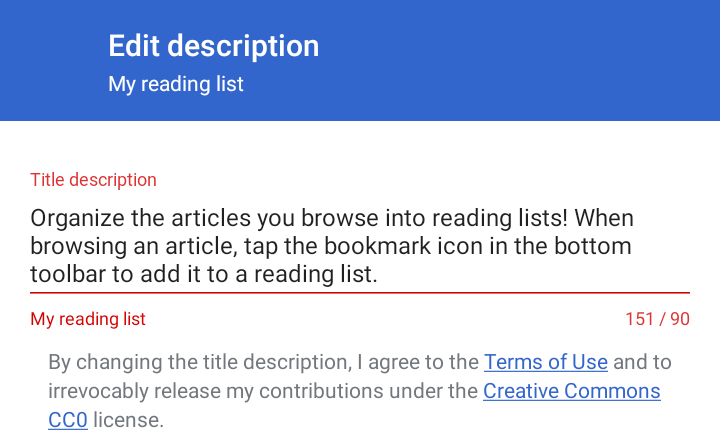 Edit description
My reading list
Title description
Organize the articles you browse into reading lists! When
browsing an article, tap the bookmark icon in the bottom
toolbar to add it to a reading list.
My reading list 151 / 90
By changing the title description, I agree to the Terms of Use and to
irrevocably release my contributions under the Creative Commons
CC0 license.